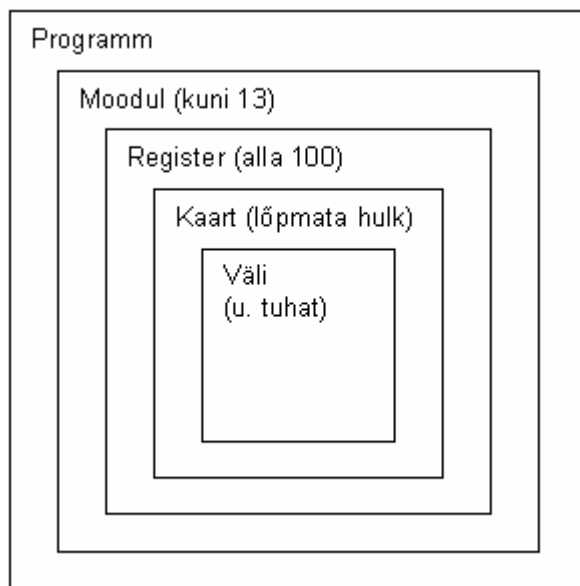 Programm
Moodul (kuni 13)
Register (alla 100)
Kaart (lõpmata hulk)
Väli
(u. tuhat)